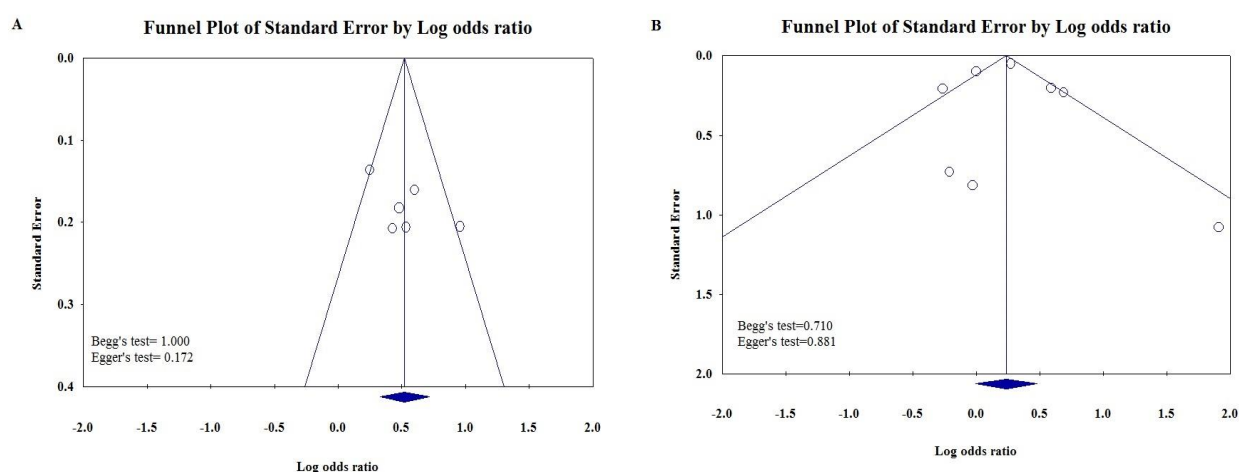 A
Funnel Plot of Standard Error by Log odds ratio
0.0
0.1
0.2
0.3
0.4
Standard Error
Begg's test= 1.000
Egger's test= 0.172
-2.0 -1.5 -1.0 -0.5 0.0 0.5 1.0 1.5 2.0
Log odds ratio
B
Funnel Plot of Standard Error by Log odds ratio
0.0
0.5
1.0
1.5
2.0
Standard Error
Begg's test=0.710
Egger's test=0.881
-2.0 -1.5 -1.0 -0.5 0.0 0.5 1.0 1.5 2.0
Log odds ratio